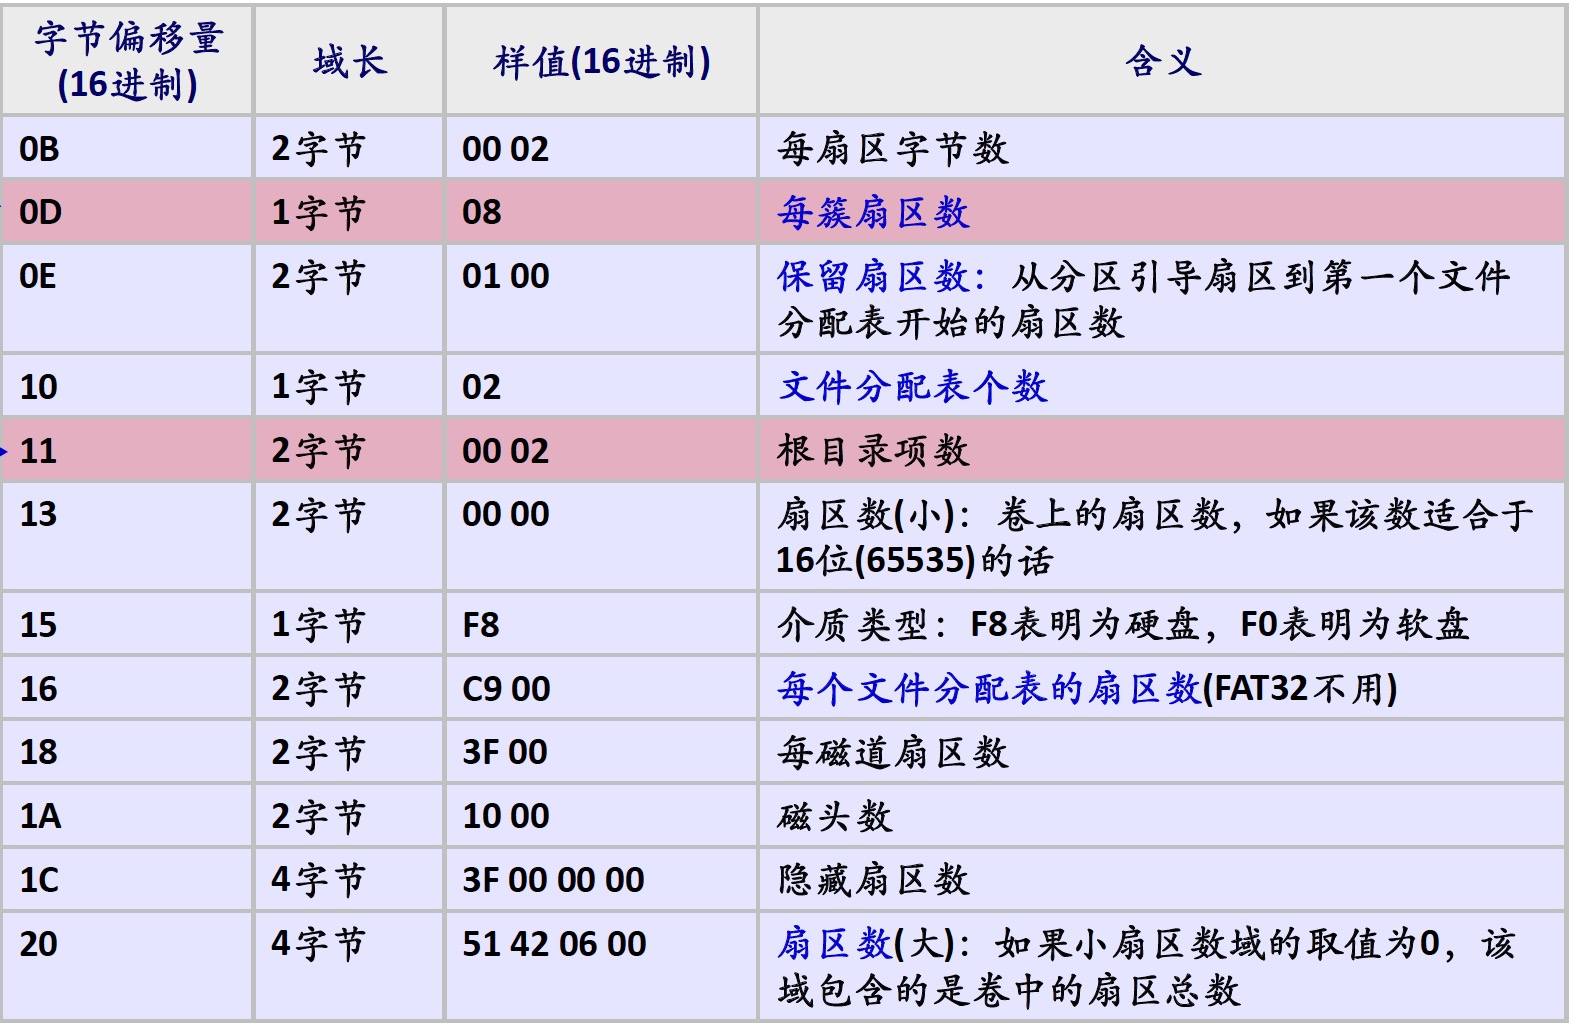 字节偏移量
(16进制)
域长
样值(16进制)
含义
0B 2字节 00 02 每扇区字节数
0D 1字节 08 每簇扇区数
0E 2字节 01 00 保留扇区数：从分区引导扇区到第一个文件
分配表开始的扇区数
10 1字节 02 文件分配表个数
11 2字节 00 02 根目录项数
13 2字节 00 00 扇区数(小)：卷上的扇区数，如果该数适合于
16位(65535)的话
15 1字节 F8 介质类型：F8表明为硬盘，F0表明为软盘
16 2字节 C9 00 每个文件分配表的扇区数(FAT32不用)
18 2字节 3F 00 每磁道扇区数
1A 2字节 10 00 磁头数
1C 4字节 3F 00 00 00 隐藏扇区数
20 4字节 51 42 06 00 扇区数(大)：如果小扇区数域的取值为0，该
域包含的是卷中的扇区总数